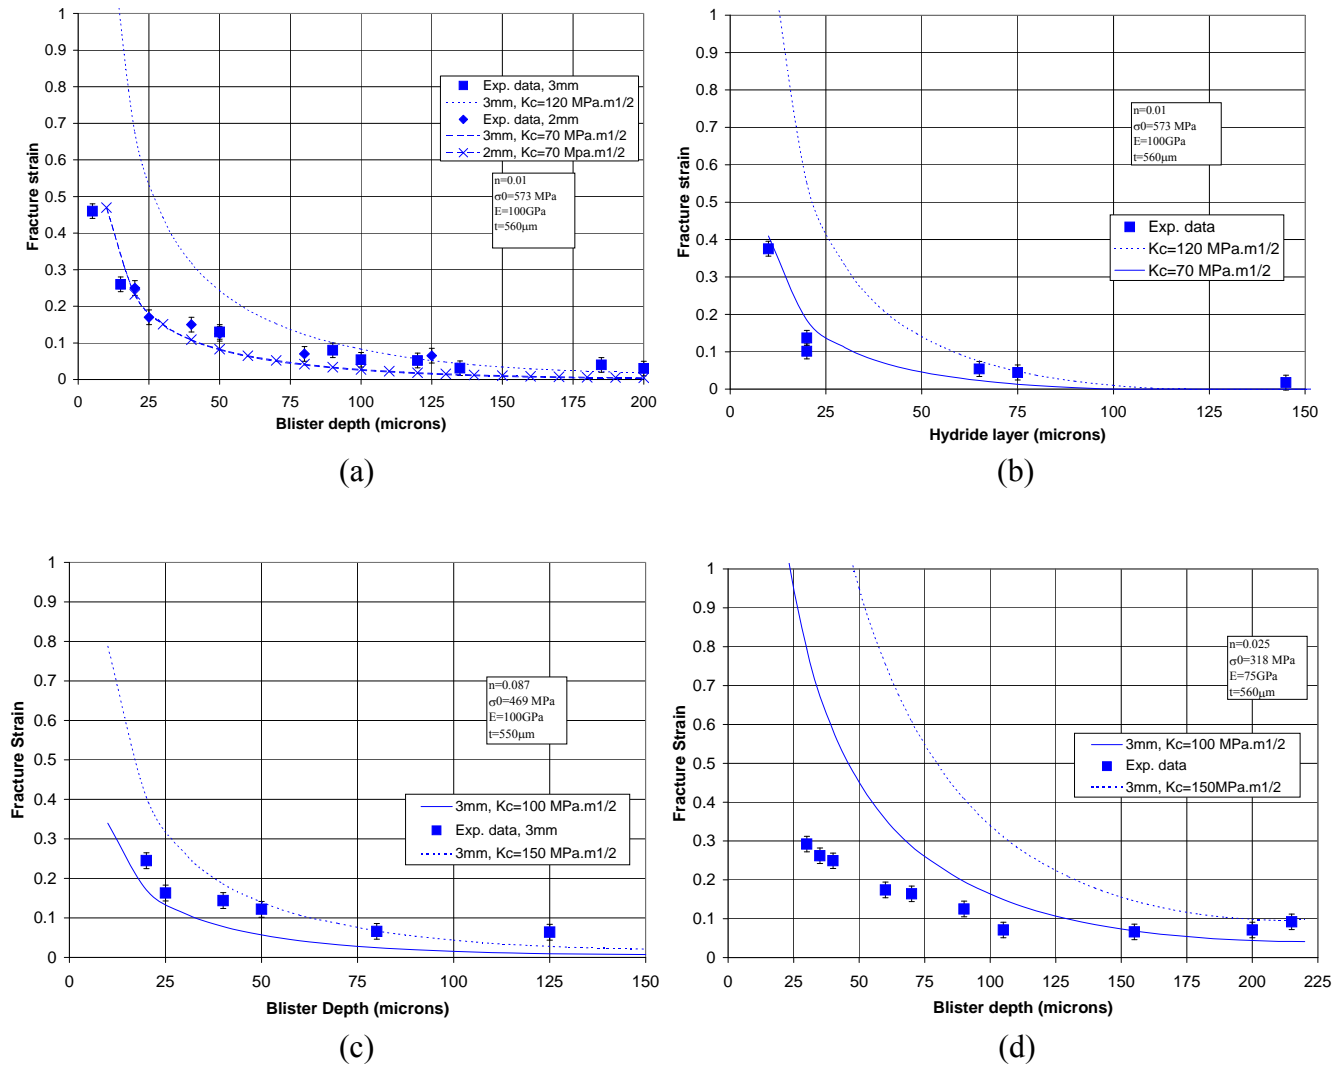 1
0.9
0.8
0.7
0.6
0.5
0.4
0.3
0.2
0.1
0
Fracture strain
0 25 50 75 100 125 150 175 200
Blister depth (microns)
Exp. data, 3mm
3mm, Kc=120 MPa.m1/2
Exp. data, 2mm
3mm, Kc=70 MPa.m1/2
2mm, Kc=70 Mpa.m1/2
n=0.01
σ0=573 MPa
E=100GPa
t=560µm
(a)
1
0.9
0.8
0.7
0.6
0.5
0.4
0.3
0.2
0.1
0
Fracture strain
0 25 50 75 100 125 150
Hydride layer (microns)
n=0.01
σ0=573 MPa
E=100GPa
t=560µm
Exp. data
Kc=120 MPa.m1/2
Kc=70 MPa.m1/2
(b)
1
0.9
0.8
0.7
0.6
0.5
0.4
0.3
0.2
0.1
0
Fracture Strain
0 25 50 75 100 125 150
Blister Depth (microns)
n=0.087
σ0=469 MPa
E=100GPa
t=550µm
3mm, Kc=100 MPa.m1/2
Exp. data, 3mm
3mm, Kc=150 MPa.m1/2
(c)
1
0.9
0.8
0.7
0.6
0.5
0.4
0.3
0.2
0.1
0
Fracture Strain
0 25 50 75 100 125 150 175 200 225
Blister depth (microns)
n=0.025
σ0=318 MPa
E=75GPa
t=560µm
3mm, Kc=100 MPa.m1/2
Exp. data
3mm, Kc=150MPa.m1/2
(d)